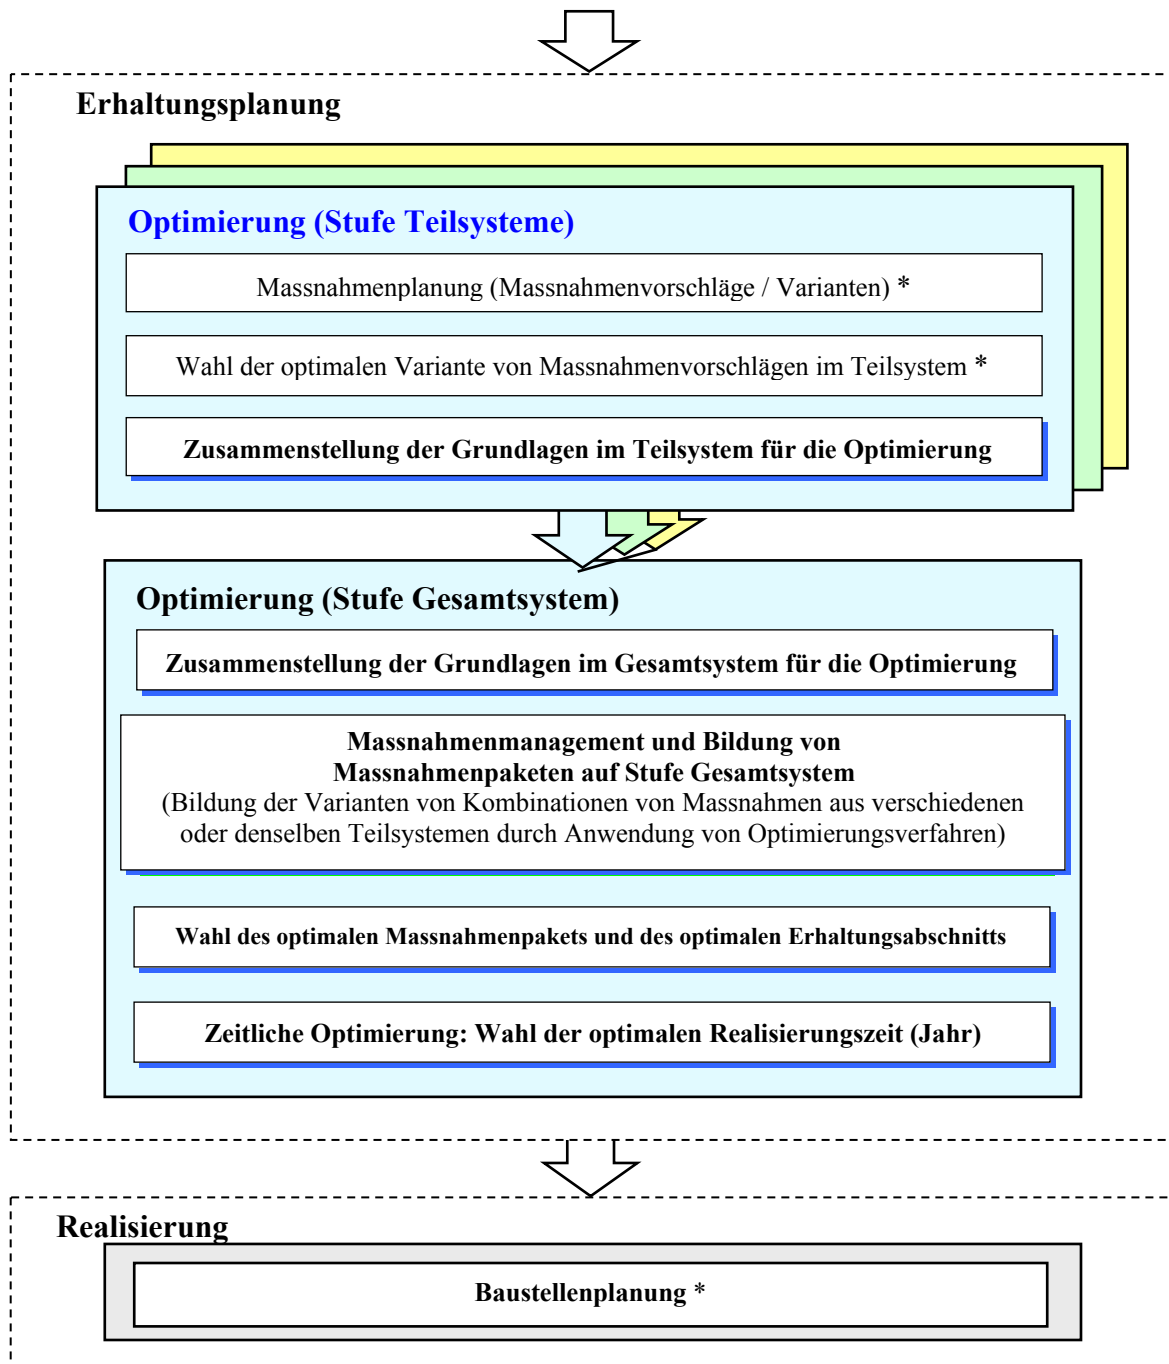 Erhaltungsplanung
Optimierung (Stufe Teilsysteme)
Massnahmenplanung (Massnahmenvorschläge / Varianten) *
Wahl der optimalen Variante von Massnahmenvorschlägen im Teilsystem *
Zusammenstellung der Grundlagen im Teilsystem für die Optimierung
Optimierung (Stufe Gesamtsystem)
Zusammenstellung der Grundlagen im Gesamtsystem für die Optimierung
Massnahmenmanagement und Bildung von
Massnahmenpaketen auf Stufe Gesamtsystem
(Bildung der Varianten von Kombinationen von Massnahmen aus verschiedenen
oder denselben Teilsystemen durch Anwendung von Optimierungsverfahren)
Wahl des optimalen Massnahmenpakets und des optimalen Erhaltungsabschnitts
Zeitliche Optimierung: Wahl der optimalen Realisierungszeit (Jahr)
Realisierung
Baustellenplanung *